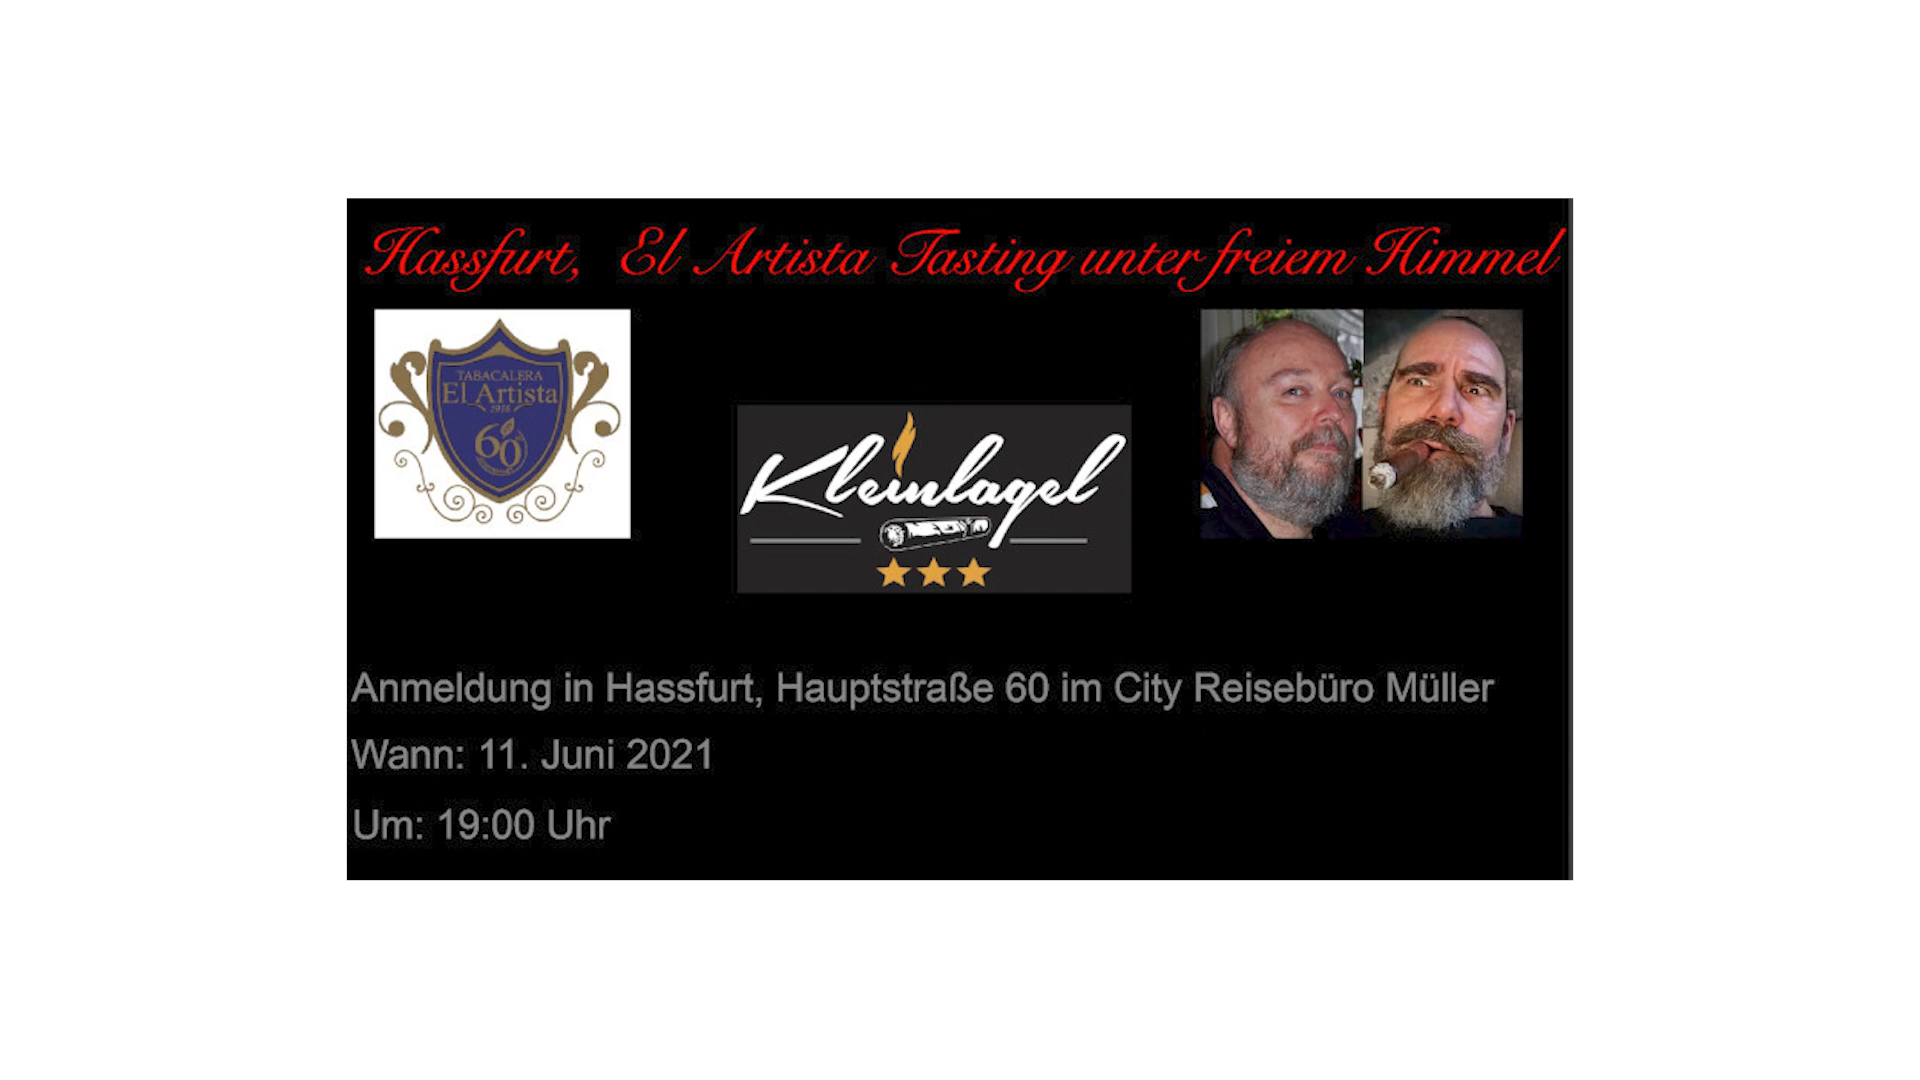 Hassfurt, El Artista Tasting unter freiem Himmel
TABACALERA
El Artista
1956
60
Kleinlagel
Anmeldung in Hassfurt, Hauptstraße 60 im City Reisebüro Müller
Wann: 11. Juni 2021
Um: 19:00 Uhr